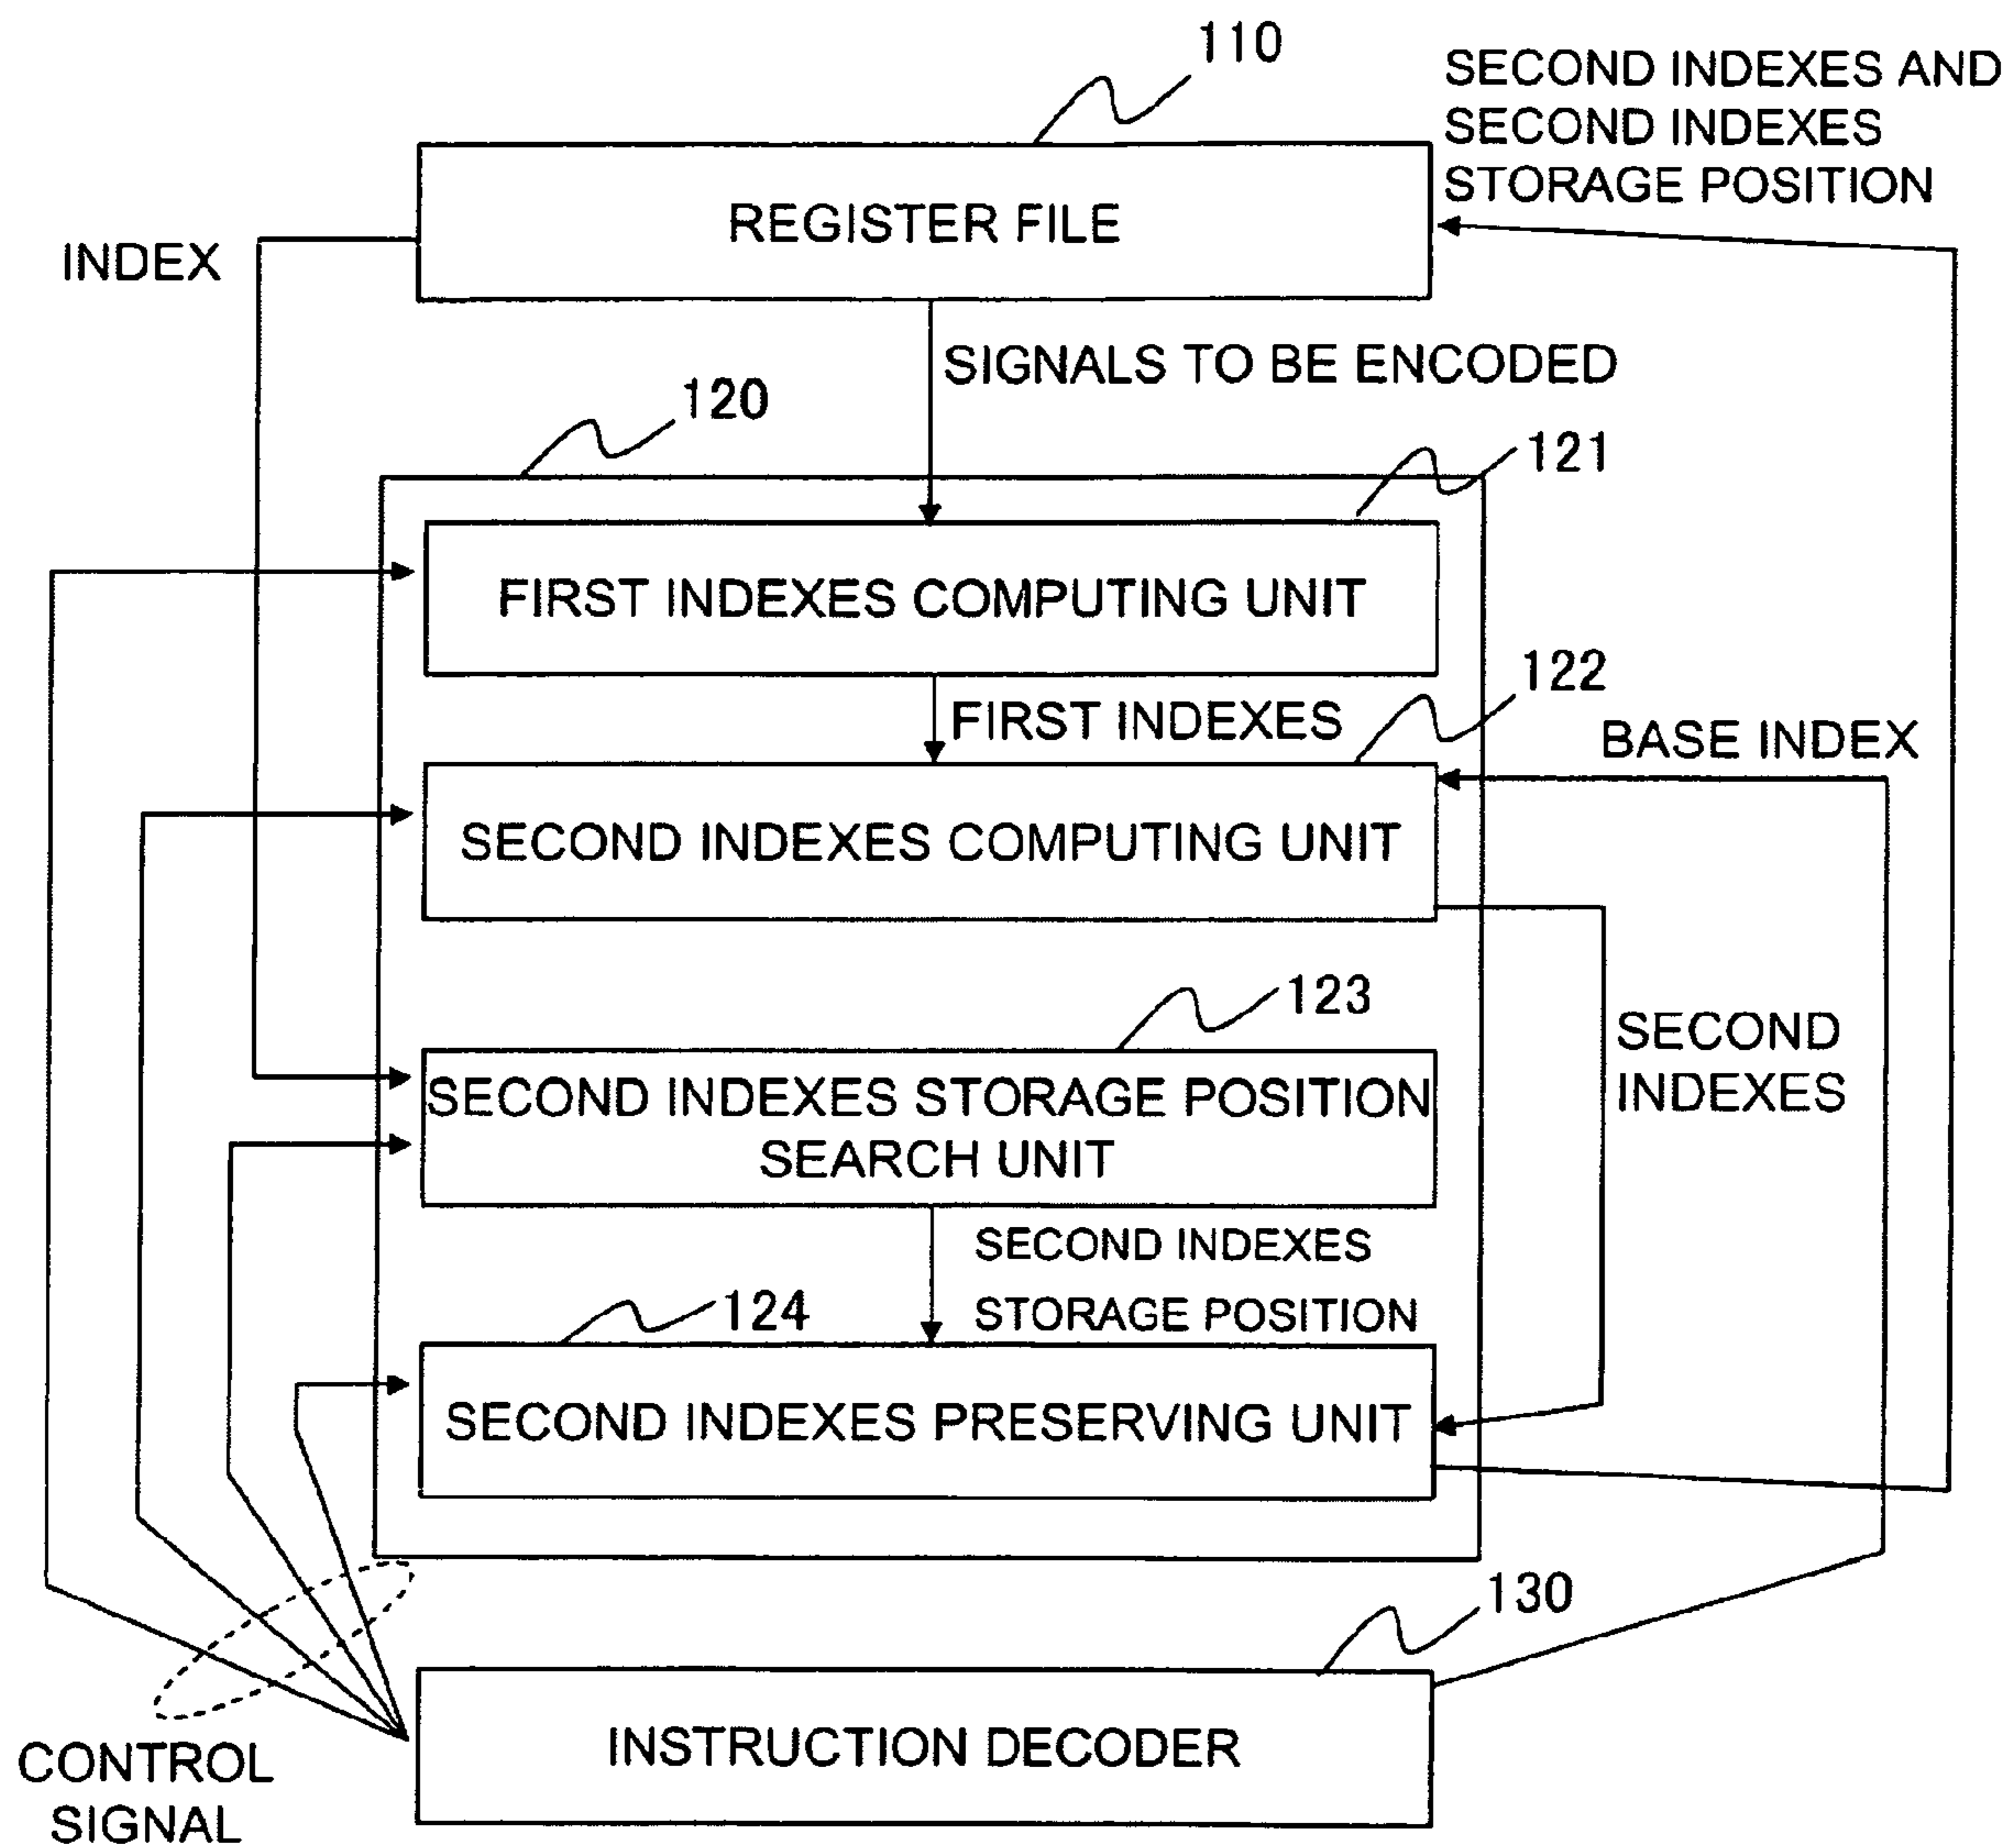 110
SECOND INDEXES AND
SECOND INDEXES
STORAGE POSITION
REGISTER FILE
INDEX
SIGNALS TO BE ENCODED
120
121
FIRST INDEXES COMPUTING UNIT
122
FIRST INDEXES
BASE INDEX
SECOND INDEXES COMPUTING UNIT
123
SECOND
INDEXES
SECOND INDEXES STORAGE POSITION
SEARCH UNIT
SECOND INDEXES
STORAGE POSITION
124
SECOND INDEXES PRESERVING UNIT
130
INSTRUCTION DECODER
CONTROL
SIGNAL